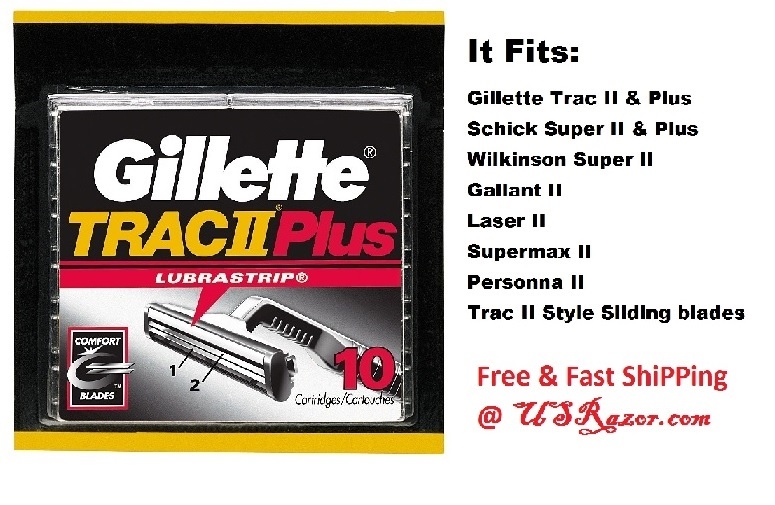 Gillette®
TRAC II® Plus
LUBRASTRIP®
COMFORT
BLADES™
1
2
10
Cartridges/Cartouches
It Fits:
Gillette Trac II & Plus
Schick Super II & Plus
Wilkinson Super II
Gallant II
Laser II
Supermax II
Personna II
Trac II Style Sliding blades
Free & Fast ShiPPing
@ USRazor.com